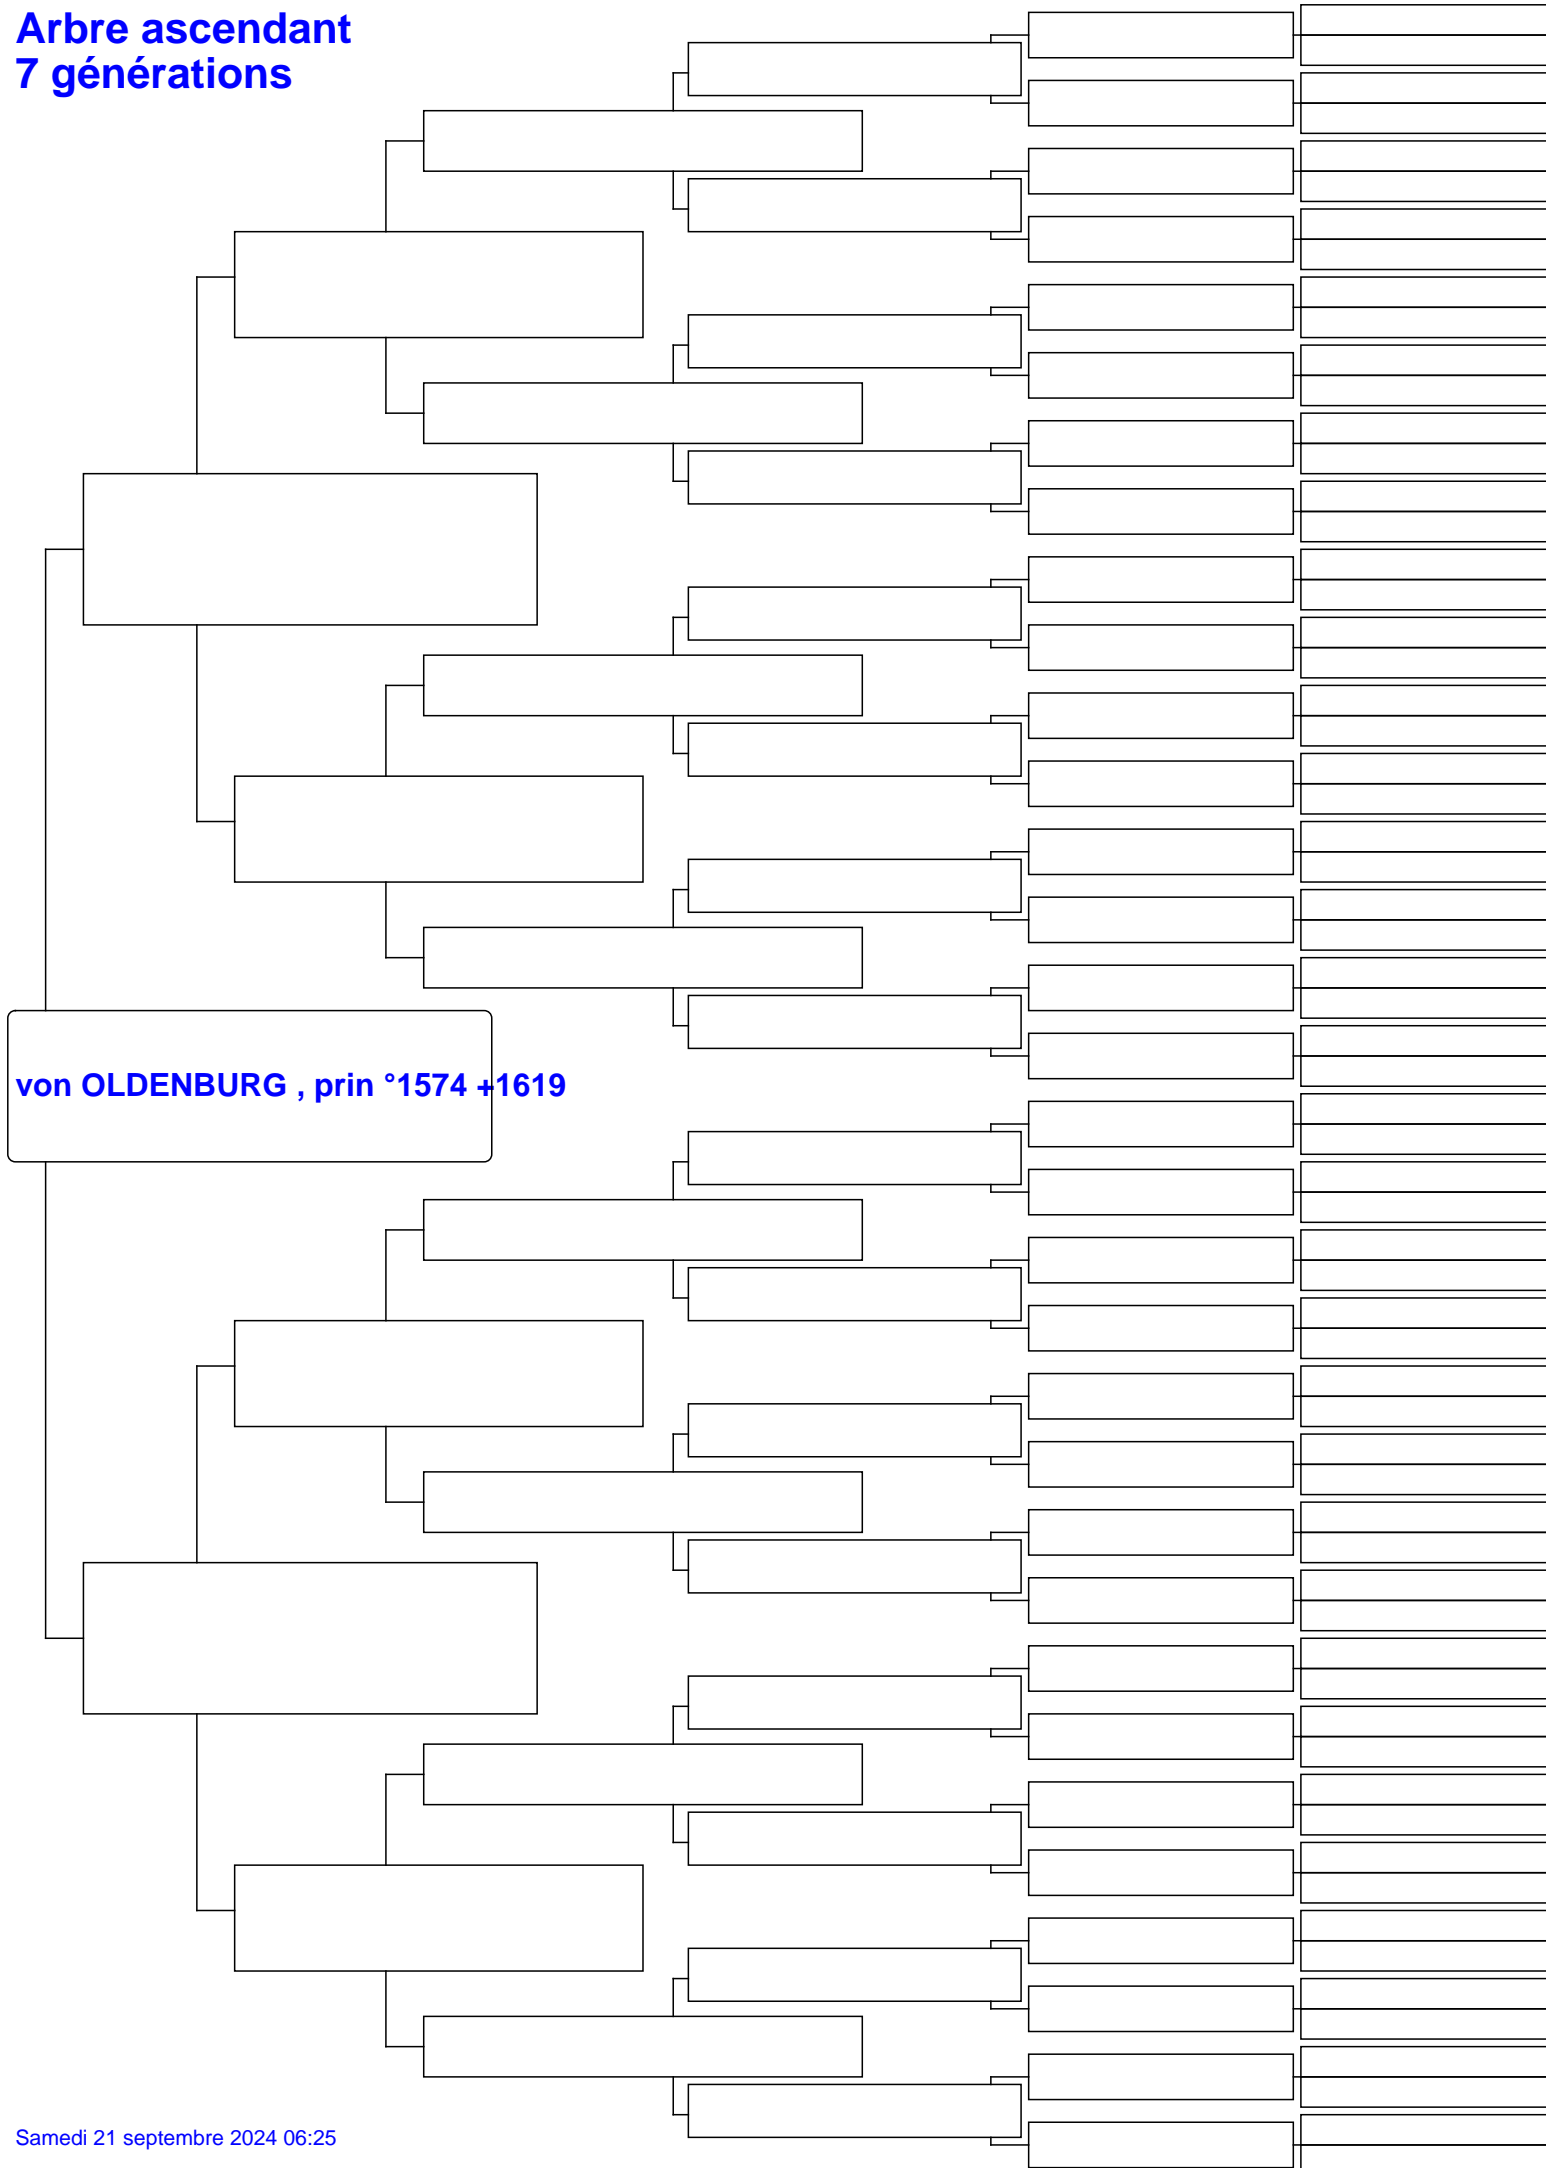 Arbre ascendant
7 générations
von OLDENBURG , prin °1574 +1619
Samedi 21 septembre 2024 06:25